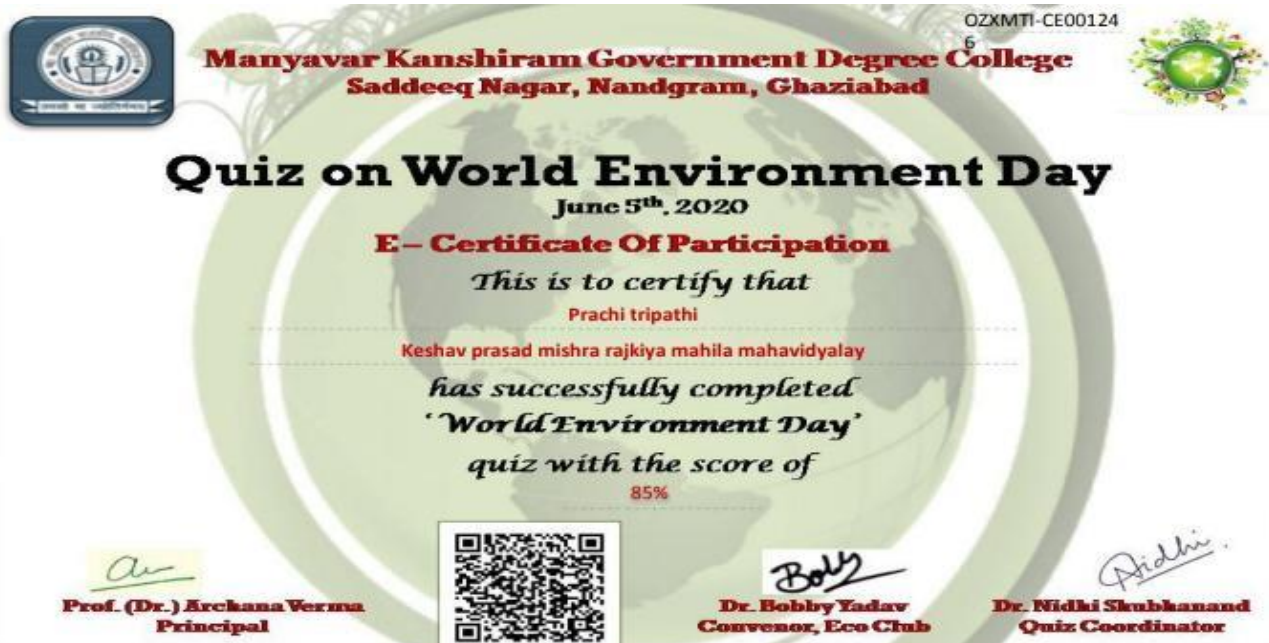 OZXMTI-CE00124
6
Manyavar Kanshiram Government Degree College
Saddeeq Nagar, Nandgram, Ghaziabad
Quiz on World Environment Day
June 5th, 2020
E – Certificate Of Participation
This is to certify that
Prachi tripathi
Keshav prasad mishra rajkiya mahila mahavidyalay
has successfully completed
‘World Environment Day’
quiz with the score of
85%
Boby
Nidhi
Prof. (Dr.) Archana Verma
Principal
Dr. Bobby Yadav
Convenor, Eco Club
Dr. Nidhi Shubhanand
Quiz Coordinator